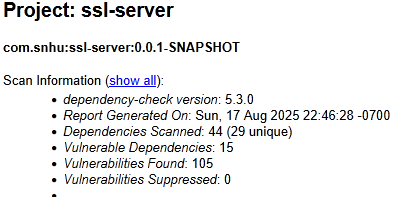 Project: ssl-server
com.snhu:ssl-server:0.0.1-SNAPSHOT
Scan Information (show all):
• dependency-check version: 5.3.0
• Report Generated On: Sun, 17 Aug 2025 22:46:28 -0700
• Dependencies Scanned: 44 (29 unique)
• Vulnerable Dependencies: 15
• Vulnerabilities Found: 105
• Vulnerabilities Suppressed: 0
•